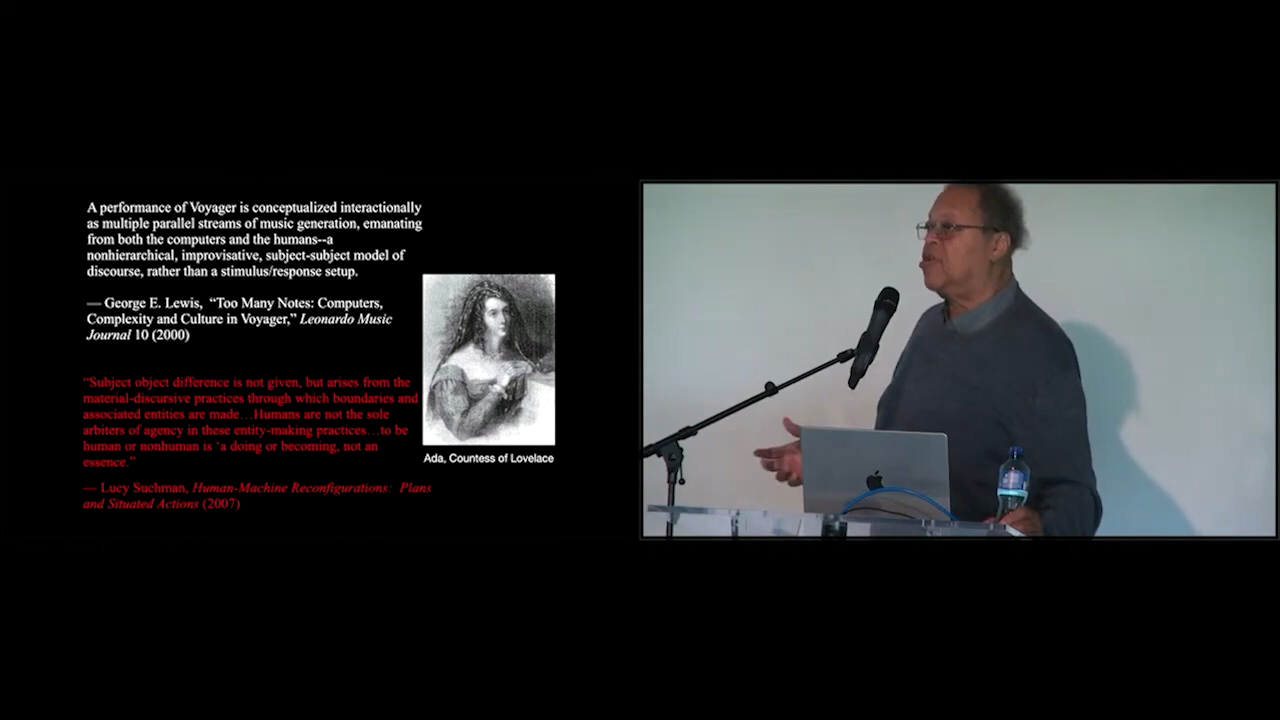 A performance of Voyager is conceptualized interactionally
as multiple parallel streams of music generation, emanating
from both the computers and the humans--a
nonhierarchical, improvisative, subject-subject model of
discourse, rather than a stimulus/response setup.
— George E. Lewis, “Too Many Notes: Computers,
Complexity and Culture in Voyager,” Leonardo Music
Journal 10 (2000)
“Subject object difference is not given, but arises from the
material-discursive practices through which boundaries and
associated entities are made…Humans are not the sole
arbiters of agency in these entity-making practices…to be
human or nonhuman is ‘a doing or becoming, not an
essence.”
— Lucy Suchman, Human-Machine Reconfigurations: Plans
and Situated Actions (2007)
Ada, Countess of Lovelace